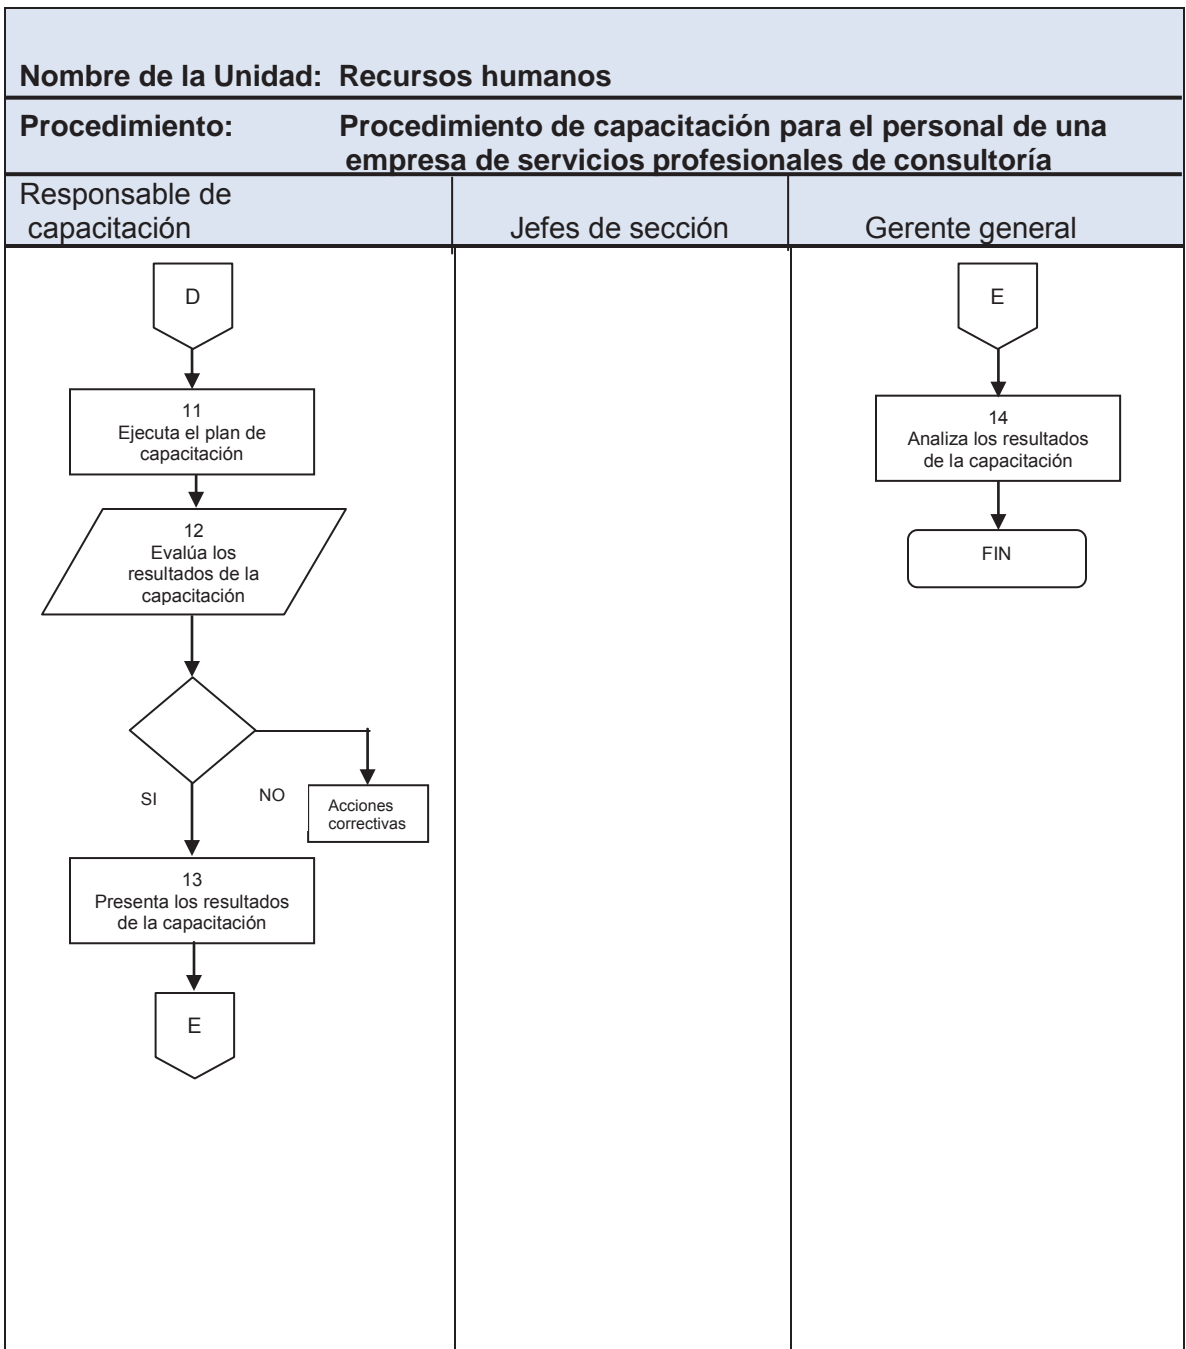 Nombre de la Unidad: Recursos humanos
Procedimiento: Procedimiento de capacitación para el personal de una
empresa de servicios profesionales de consultoría
Responsable de
capacitación
Jefes de sección
Gerente general
D
11
Ejecuta el plan de
capacitación
12
Evalúa los
resultados de la
capacitación
SI
NO
Acciones
correctivas
13
Presenta los resultados
de la capacitación
E
E
14
Analiza los resultados
de la capacitación
FIN